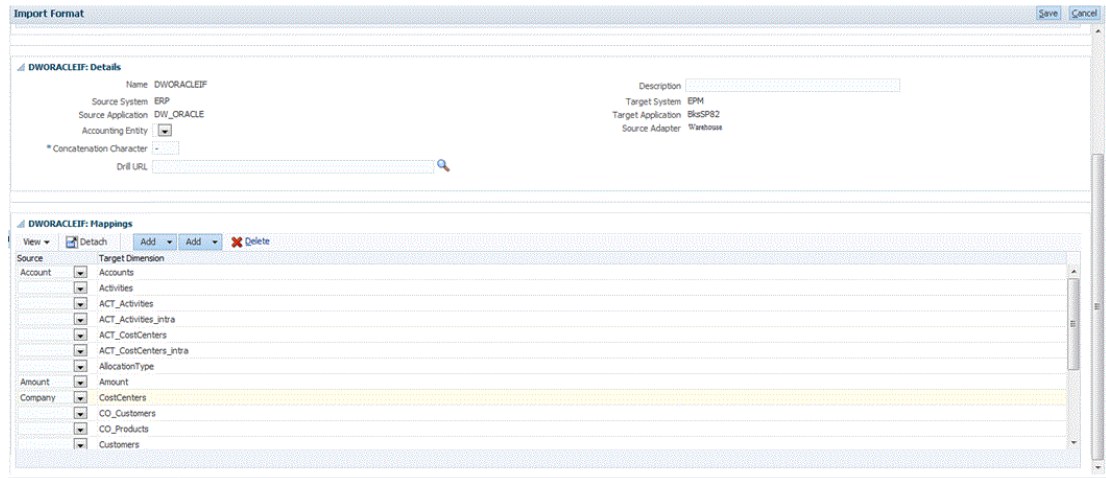 Import Format Save Cancel
DWORACLEIF: Details
Name DWORACLEIF Description
Source System ERP Target System EPM
Source Application DW_ORACLE Target Application BksSP82
Accounting Entity Source Adapter Warehouse
* Concatenation Character -
Drill URL
DWORACLEIF: Mappings
View Detach Add Add Delete
Source Target Dimension
Account Accounts
Activities
ACT_Activities
ACT_Activities_intra
ACT_CostCenters
ACT_CostCenters_intra
AllocationType
Amount Amount
Company CostCenters
CO_Customers
CO_Products
Customers